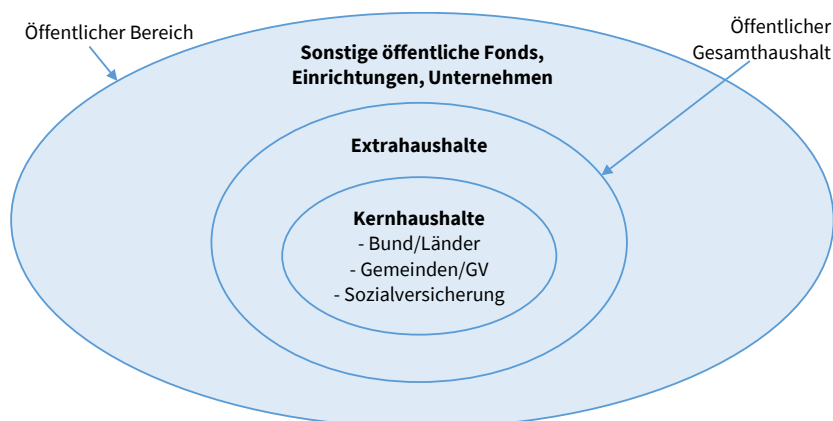 Öffentlicher Bereich
Öffentlicher
Gesamthaushalt
Sonstige öffentliche Fonds,
Einrichtungen, Unternehmen
Extrahaushalte
Kernhaushalte
- Bund/Länder
- Gemeinden/GV
- Sozialversicherung